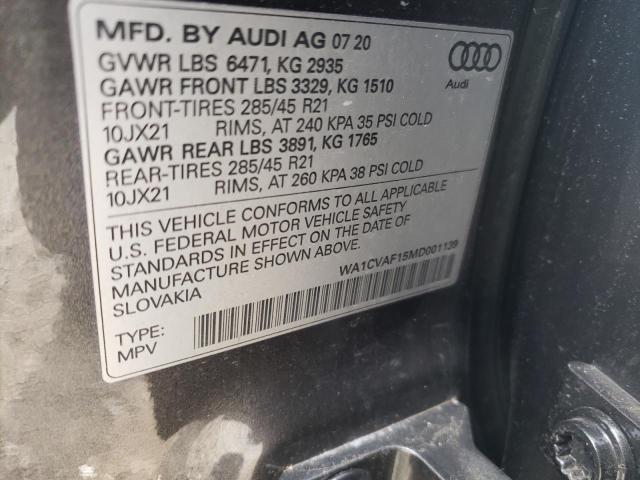 MFD. BY AUDI AG 07 20
GVWR LBS 6471, KG 2935
GAWR FRONT LBS 3329, KG 1510
FRONT-TIRES 285/45 R21
10JX21 RIMS, AT 240 KPA 35 PSI COLD
GAWR REAR LBS 3891, KG 1765
REAR-TIRES 285/45 R21
10JX21 RIMS, AT 260 KPA 38 PSI COLD
Audi
THIS VEHICLE CONFORMS TO ALL APPLICABLE
U.S. FEDERAL MOTOR VEHICLE SAFETY
STANDARDS IN EFFECT ON THE DATE OF
MANUFACTURE SHOWN ABOVE.
SLOVAKIA
WA1CVAF15MD001139
TYPE:
MPV